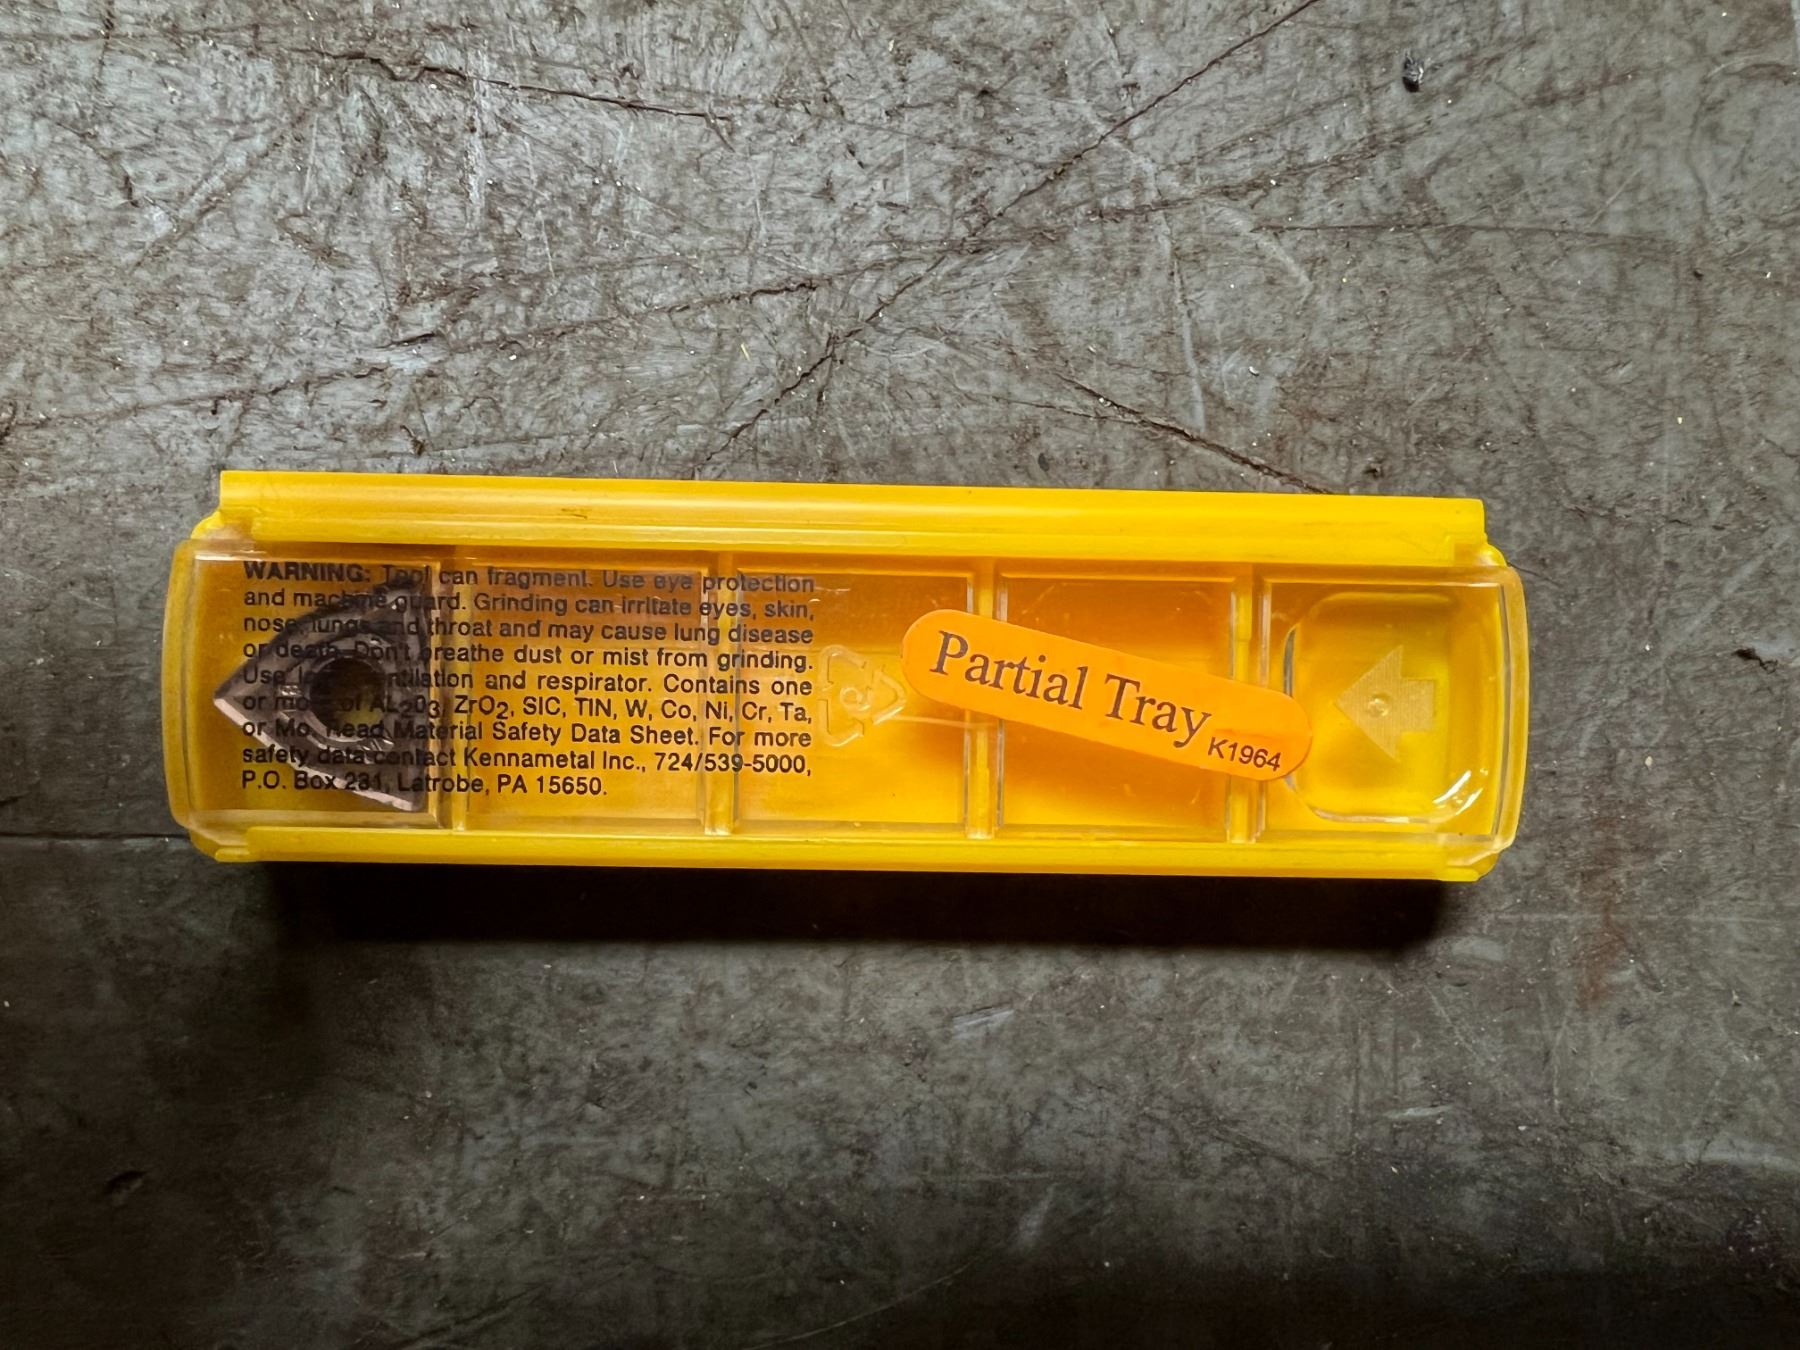 WARNING: Tool can fragment. Use eye protection
and machine guard. Grinding can irritate eyes, skin,
nose, lungs and throat and may cause lung disease
or death. Don't breathe dust or mist from grinding.
Use ventilation and respirator. Contains one
or more of AL2O3, ZrO2, SIC, TIN, W, Co, Ni, Cr, Ta,
or Mo. Read Material Safety Data Sheet. For more
safety data contact Kennametal Inc., 724/539-5000,
P.O. Box 231, Latrobe, PA 15650.
Partial Tray
K1964